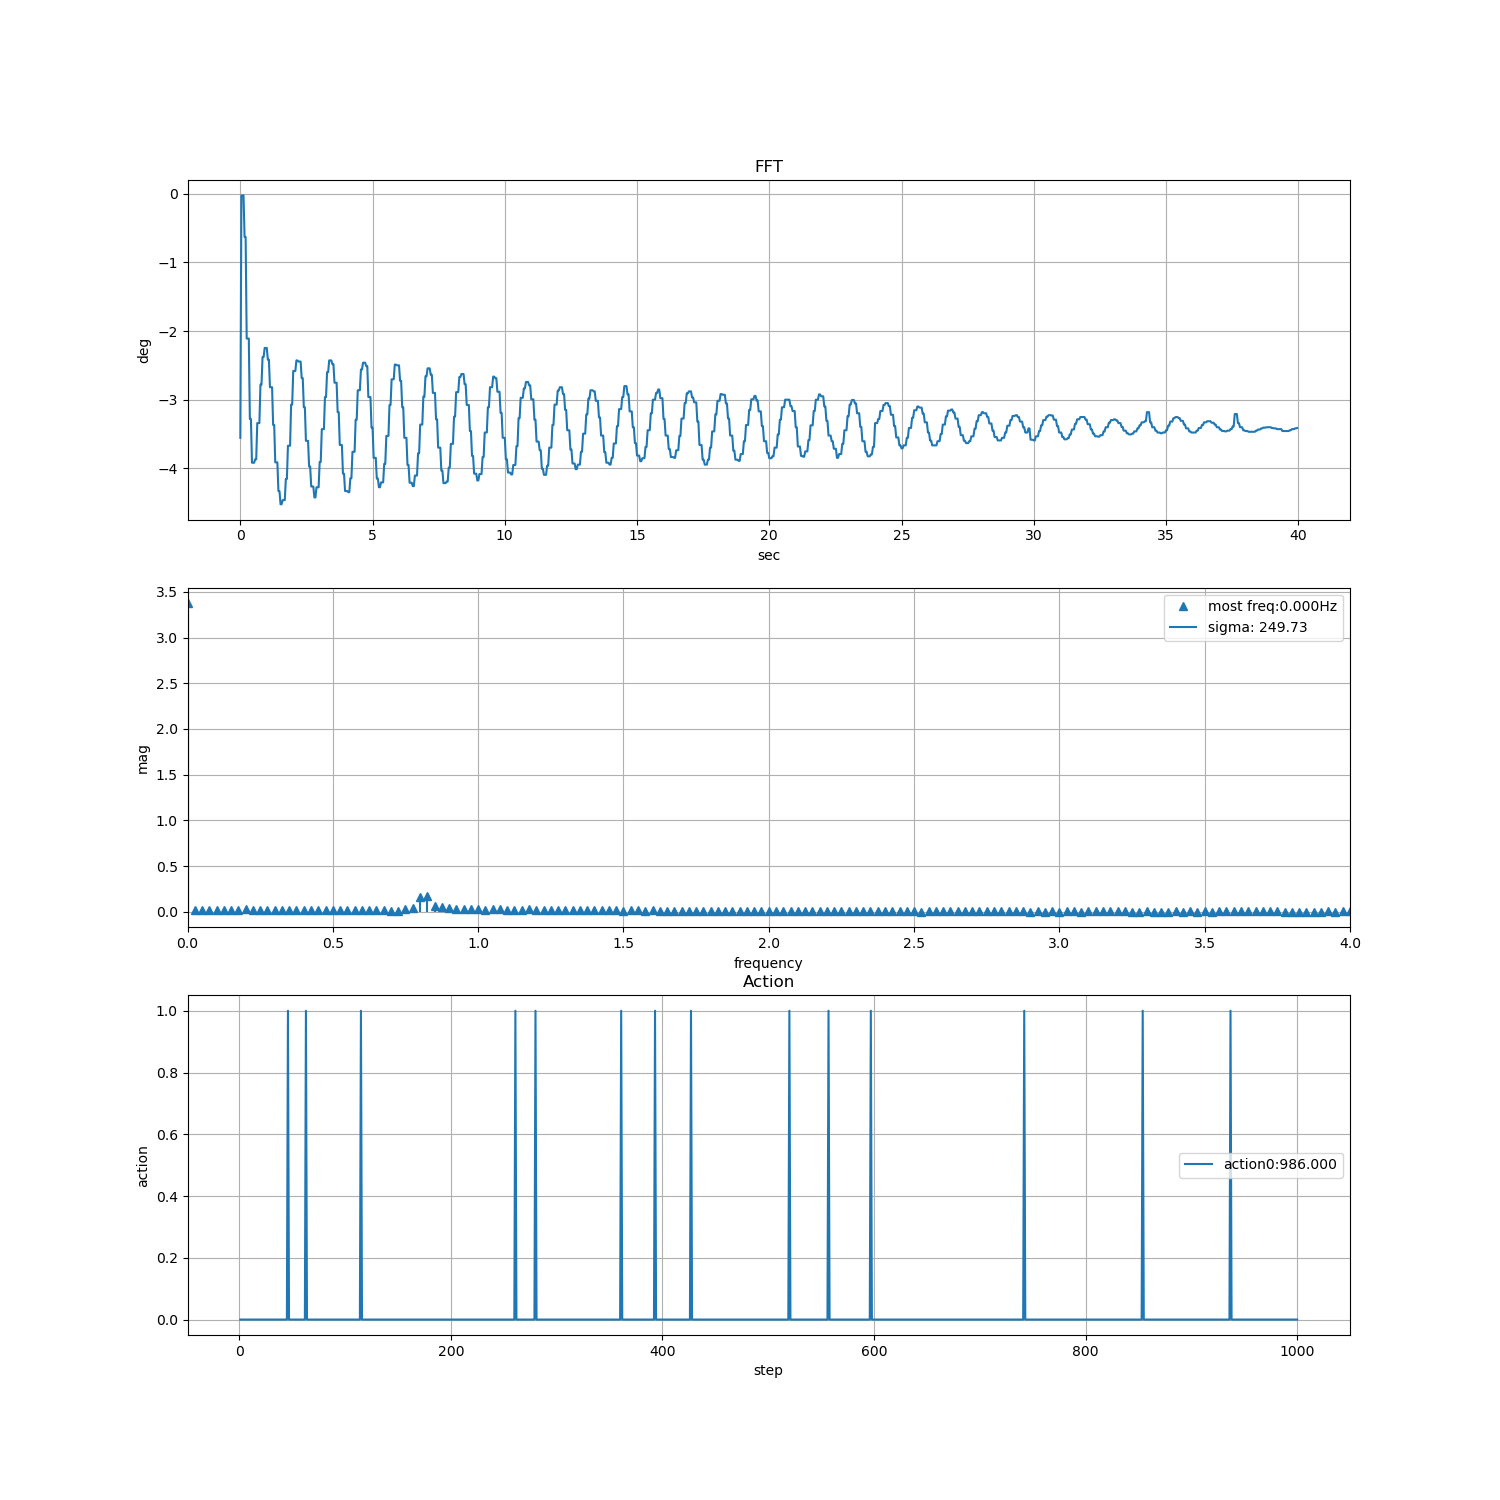 FFT
0
−1
−2
−3
−4
deg
0 5 10 15 20 25 30 35 40
sec
3.5
3.0
2.5
2.0
1.5
1.0
0.5
0.0
mag
most freq:0.000Hz
sigma: 249.73
0.0 0.5 1.0 1.5 2.0 2.5 3.0 3.5 4.0
frequency
Action
1.0
0.8
0.6
0.4
0.2
0.0
action
action0:986.000
0 200 400 600 800 1000
step